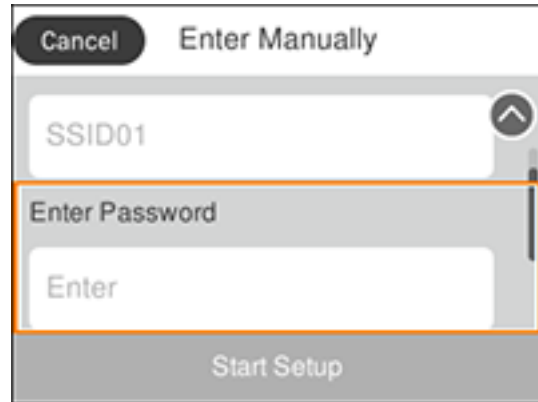 Cancel Enter Manually
SSID01
Enter Password
Enter
Start Setup